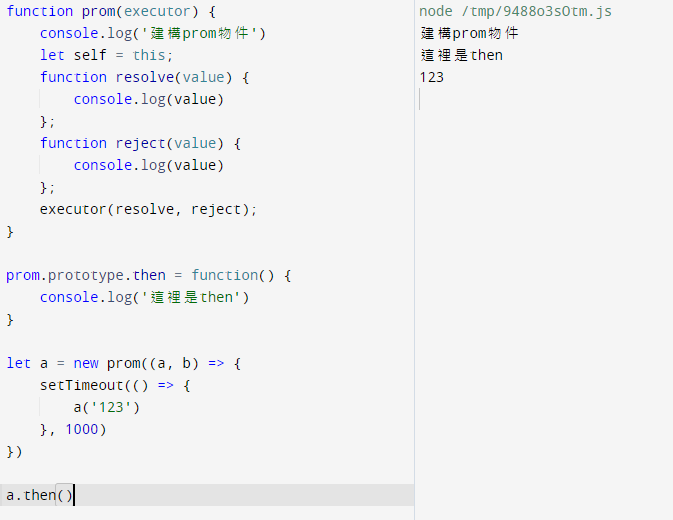 function prom(executor) {
    console.log('建構prom物件')
    let self = this;
    function resolve(value) {
        console.log(value)
    };
    function reject(value) {
        console.log(value)
    };
    executor(resolve, reject);
}

prom.prototype.then = function() {
    console.log('這裡是then')
}

let a = new prom((a, b) => {
    setTimeout(() => {
        a('123')
    }, 1000)
})

a.then()

node /tmp/9488o3sOtm.js
建構prom物件
這裡是then
123